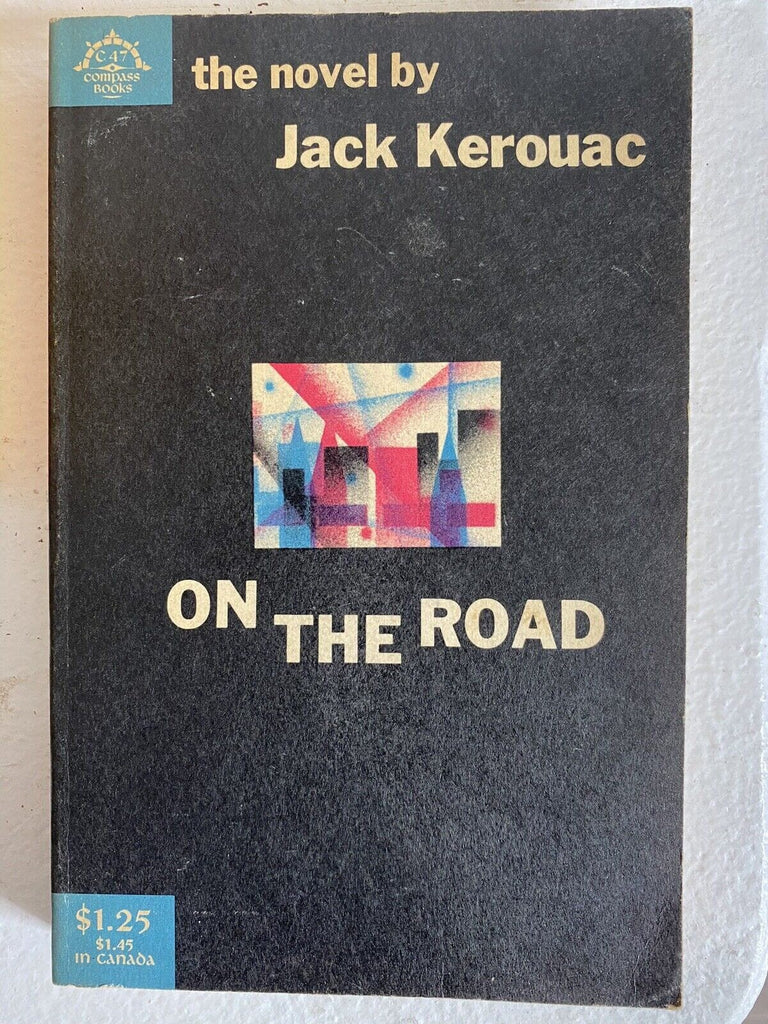 C 47
COMPASS
BOOKS
the novel by
Jack Kerouac
ON THE ROAD
$1.25
$1.45
IN CANADA